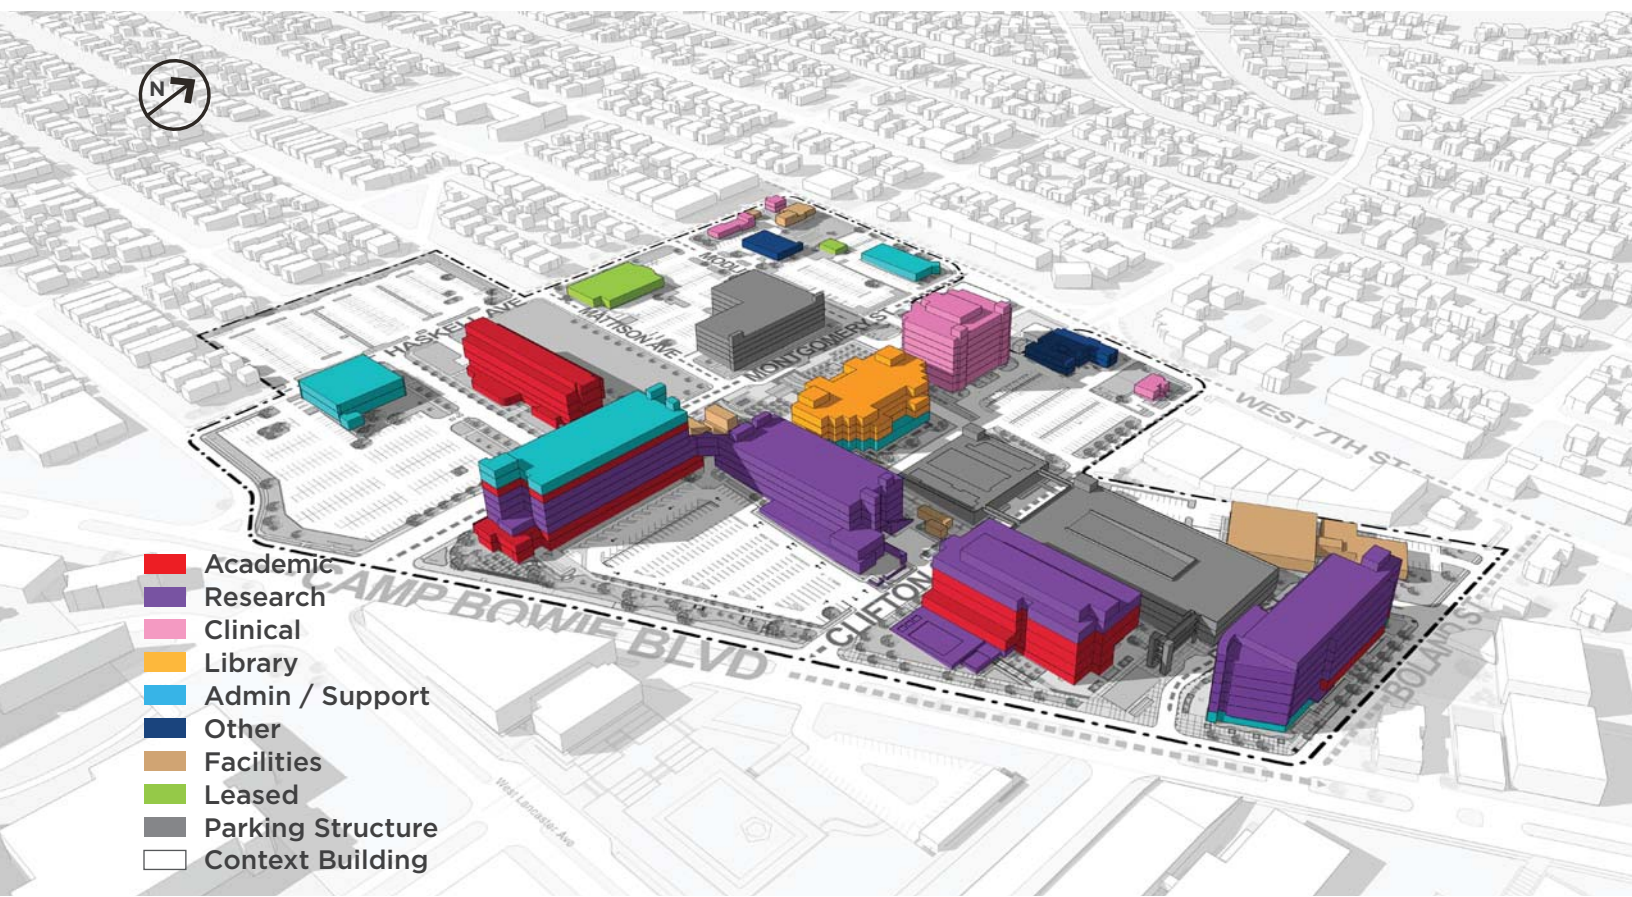 N
HASKELL AVE
MATTISON AVE
MONTGOMERY ST
WEST 7TH ST
CAMP BOWIE BLVD
CLIFTON
BOLAND ST
West Lancaster Ave
Academic
Research
Clinical
Library
Admin / Support
Other
Facilities
Leased
Parking Structure
Context Building